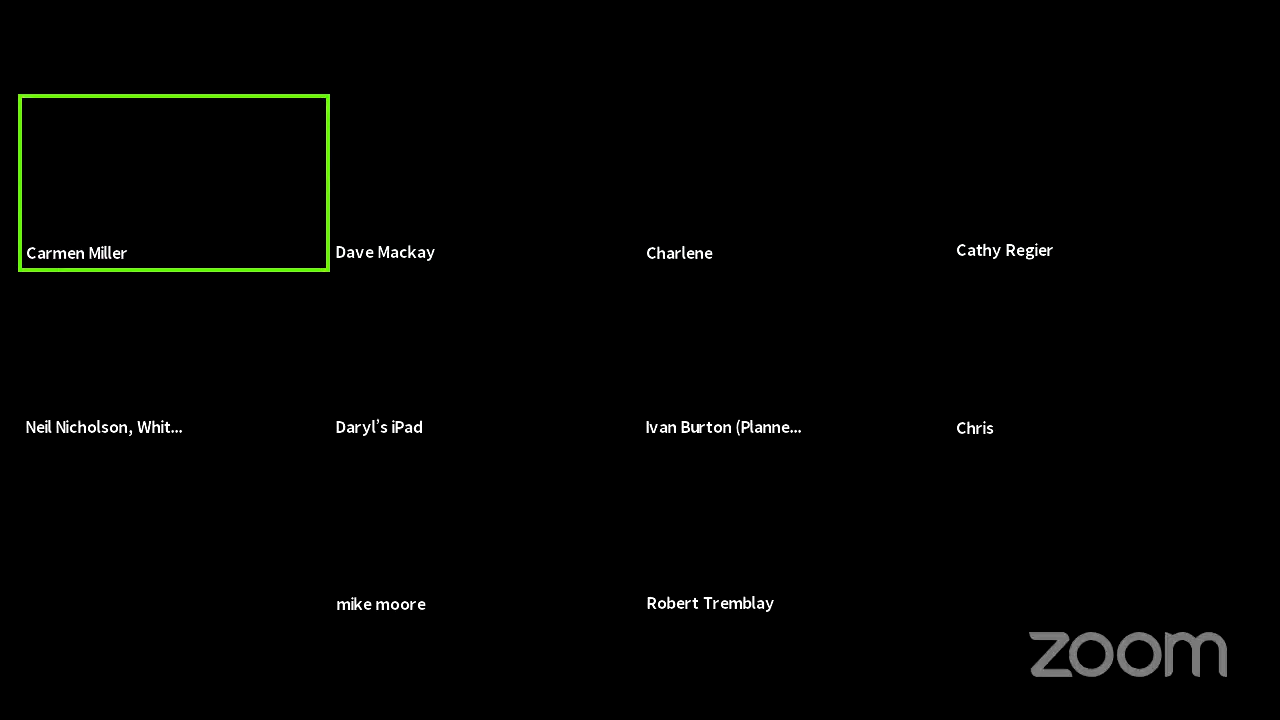 Carmen Miller
Dave Mackay
Charlene
Cathy Regier
Neil Nicholson, Whit...
Daryl's iPad
Ivan Burton (Planne...
Chris
mike moore
Robert Tremblay
zoom